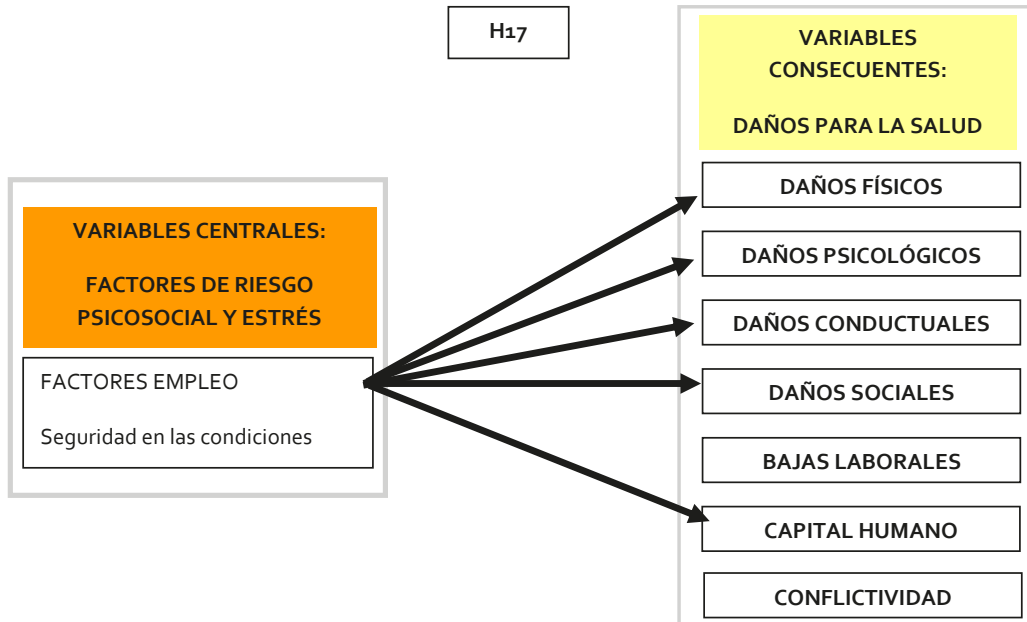 H17
VARIABLES
CONSECUENTES:
DAÑOS PARA LA SALUD
DAÑOS FÍSICOS
VARIABLES CENTRALES:
DAÑOS PSICOLÓGICOS
FACTORES DE RIESGO
PSICOSOCIAL Y ESTRÉS
DAÑOS CONDUCTUALES
FACTORES EMPLEO
Seguridad en las condiciones
DAÑOS SOCIALES
BAJAS LABORALES
CAPITAL HUMANO
CONFLICTIVIDAD